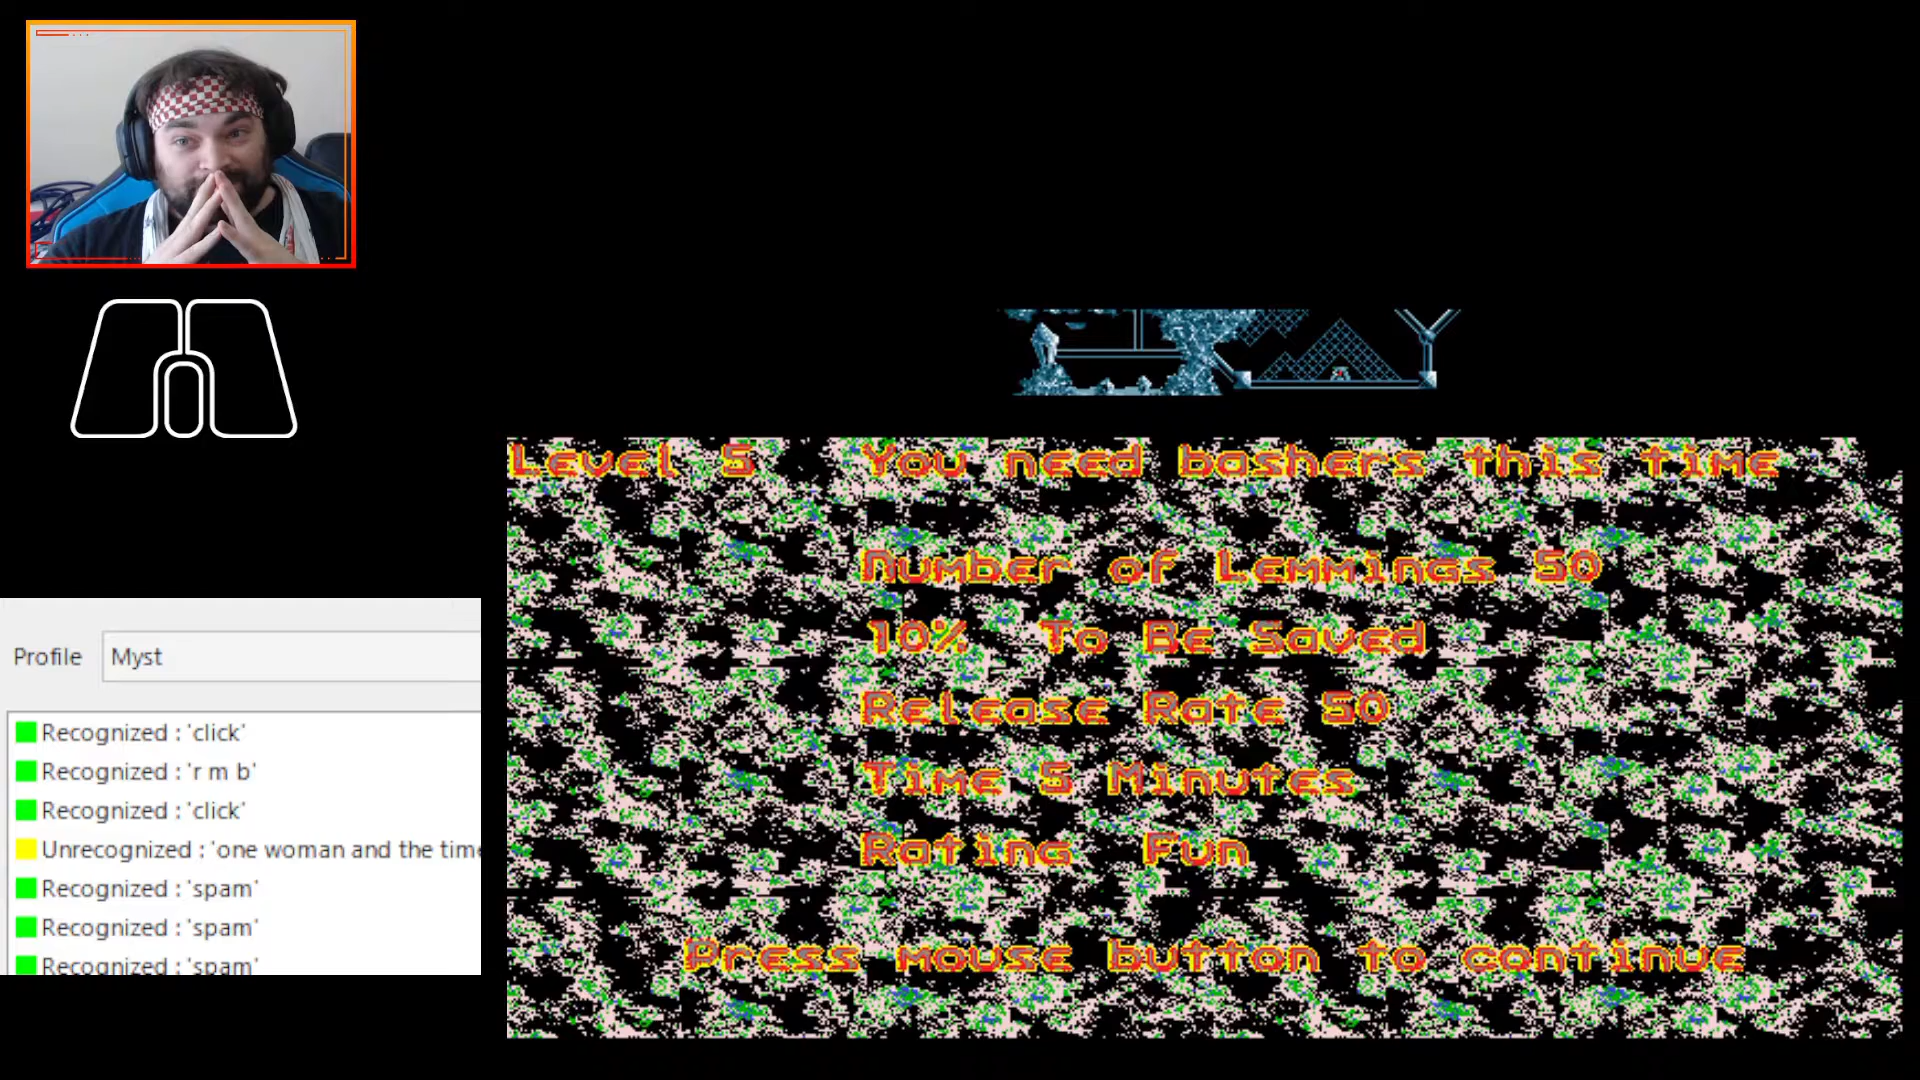 Level 5   You need bashers this time
Number of Lemmings 50
10%  To Be Saved
Release Rate 50
Time 5 Minutes
Rating  Fun
Press mouse button to continue
Profile Myst
Recognized : 'click'
Recognized : 'r m b'
Recognized : 'click'
Unrecognized : 'one woman and the time
Recognized : 'spam'
Recognized : 'spam'
Recognized : 'spam'